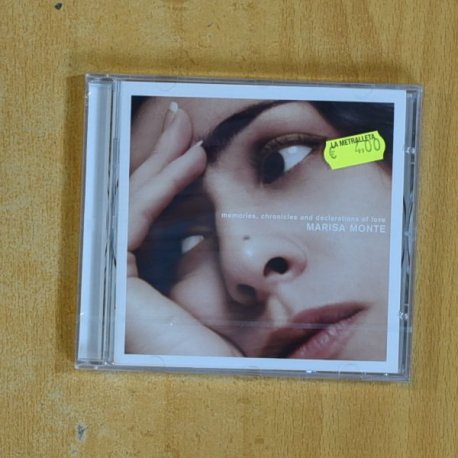 LA METRALLETA
€ 4,00
memories, chronicles and declarations of love
MARISA MONTE